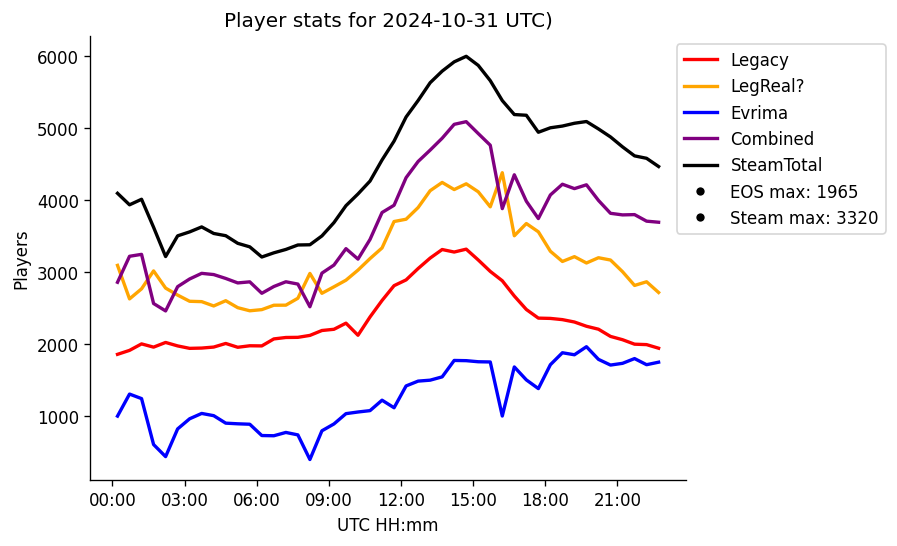 Player stats for 2024-10-31 UTC)
Players
6000
5000
4000
3000
2000
1000
00:00 03:00 06:00 09:00 12:00 15:00 18:00 21:00
UTC HH:mm
Legacy
LegReal?
Evrima
Combined
SteamTotal
EOS max: 1965
Steam max: 3320